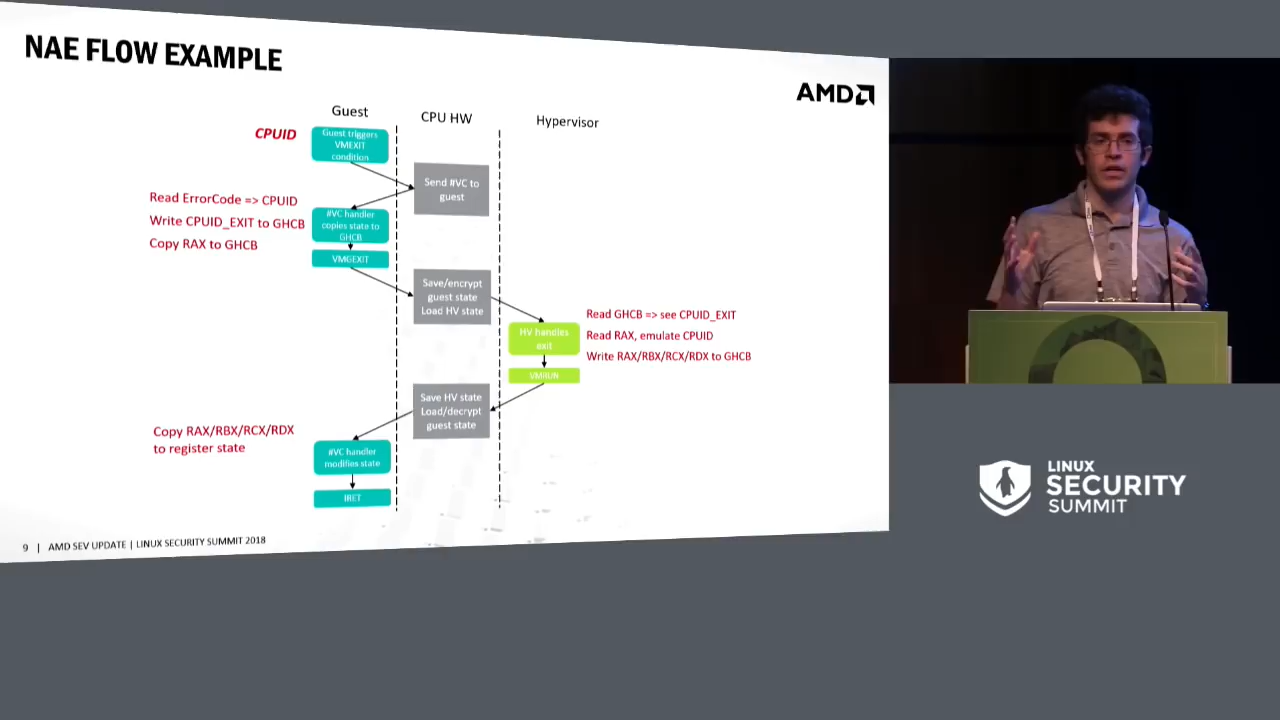 NAE FLOW EXAMPLE
AMD
Guest
CPU HW
Hypervisor
CPUID
Guest triggers
VMEXIT
condition
Send #VC to
guest
Read ErrorCode => CPUID
Write CPUID_EXIT to GHCB
Copy RAX to GHCB
#VC handler
copies state to
GHCB
VMGEXIT
Save/encrypt
guest state
Load HV state
HV handles
exit
VMRUN
Read GHCB => see CPUID_EXIT
Read RAX, emulate CPUID
Write RAX/RBX/RCX/RDX to GHCB
Save HV state
Load/decrypt
guest state
Copy RAX/RBX/RCX/RDX
to register state
#VC handler
modifies state
IRET
9 | AMD SEV UPDATE | LINUX SECURITY SUMMIT 2018
LINUX
SECURITY
SUMMIT